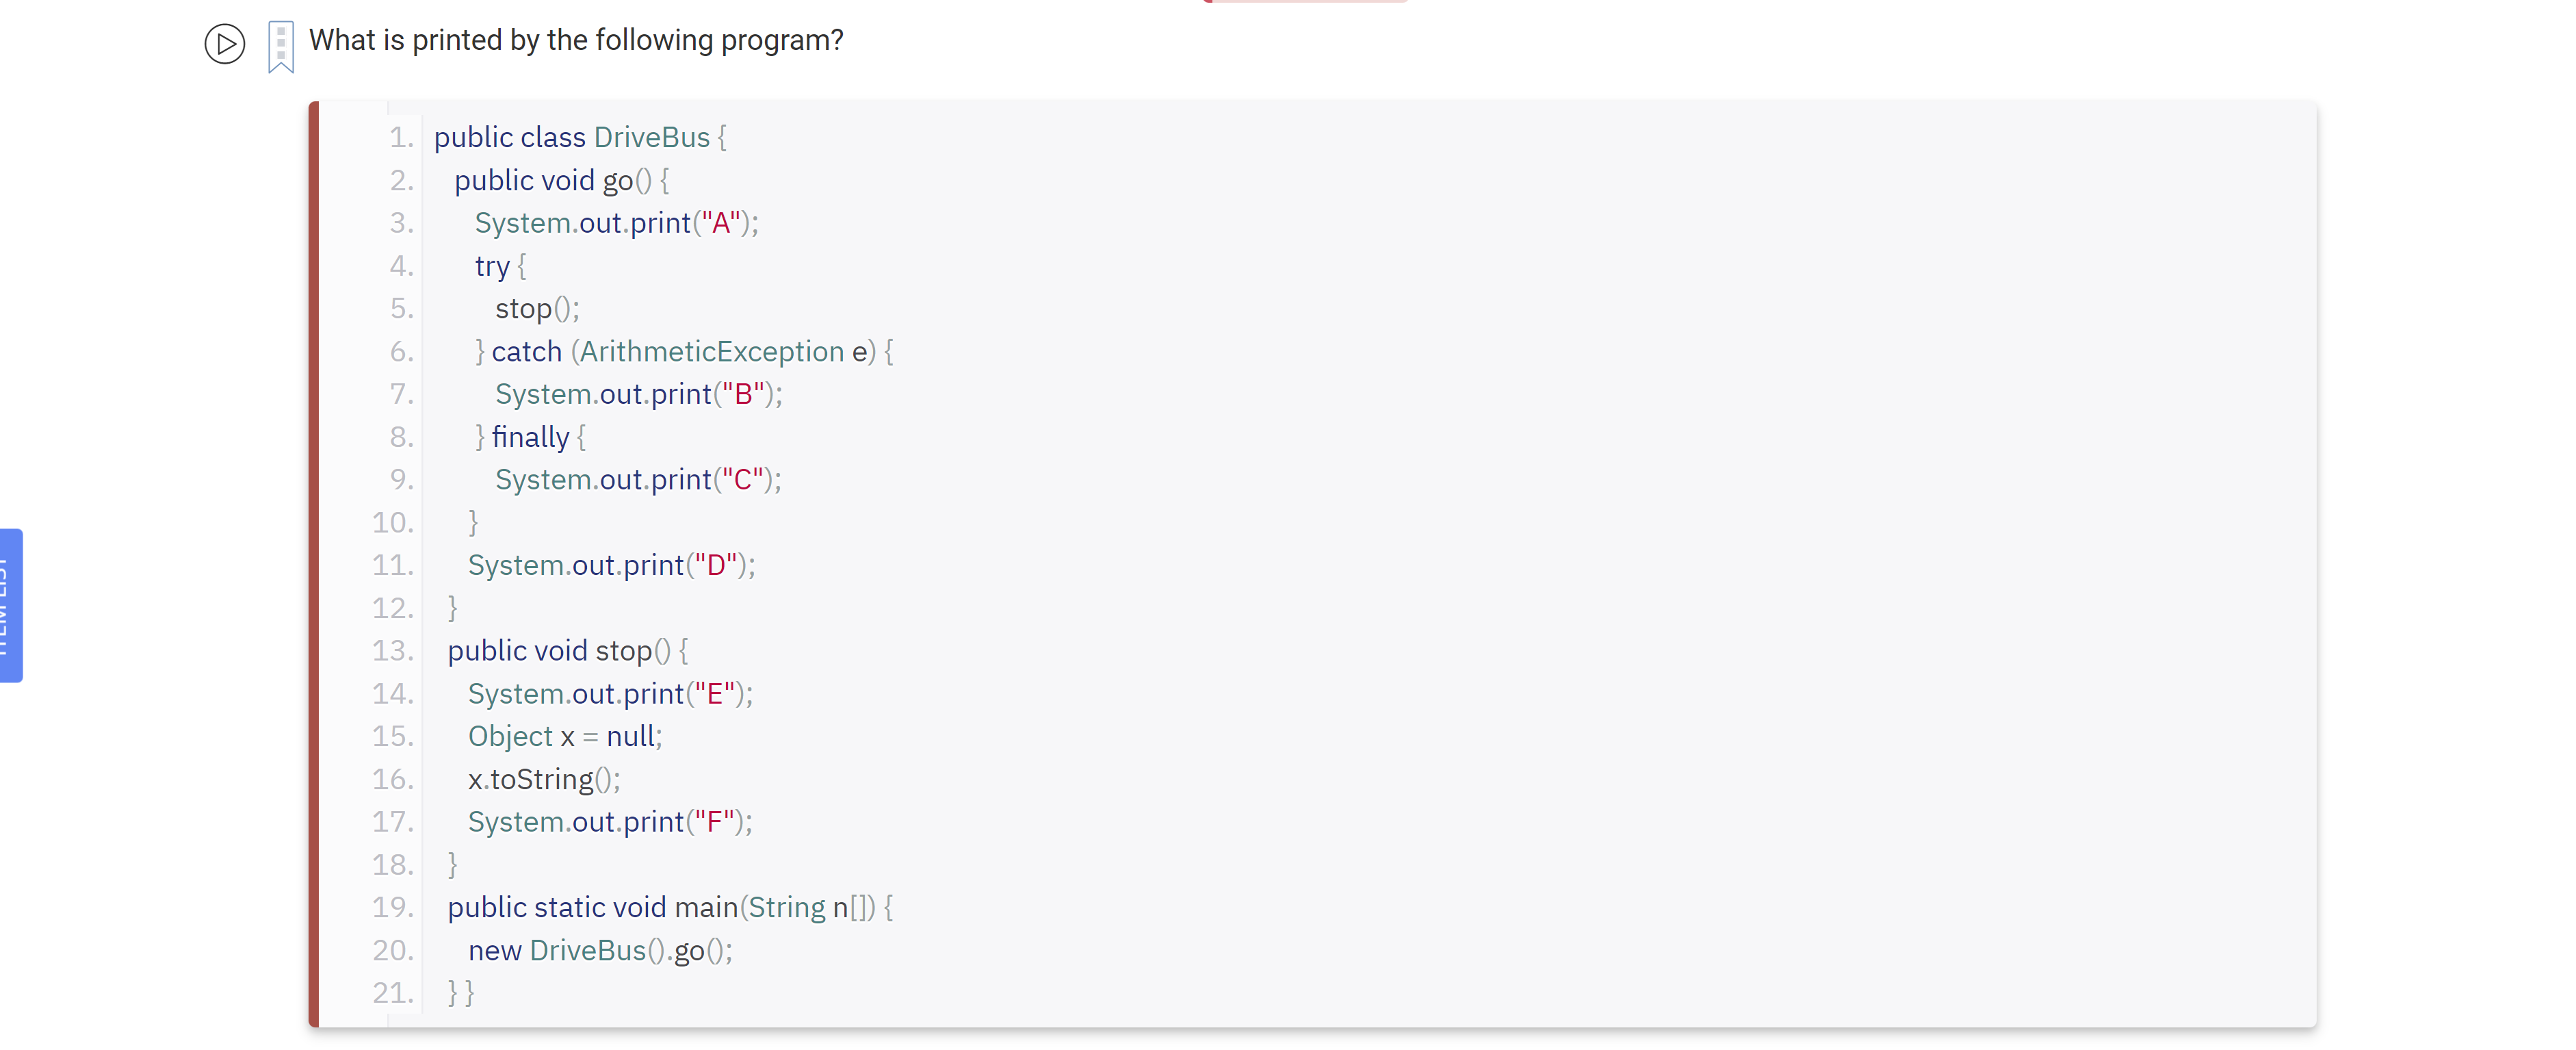 What is printed by the following program?
1. public class DriveBus {
2. public void go() {
3. System.out.print("A");
4. try {
5. stop();
6. } catch (ArithmeticException e) {
7. System.out.print("B");
8. } finally {
9. System.out.print("C");
10. }
11. System.out.print("D");
12. }
13. public void stop() {
14. System.out.print("E");
15. Object x = null;
16. x.toString();
17. System.out.print("F");
18. }
19. public static void main(String n[]) {
20. new DriveBus().go();
21. } }